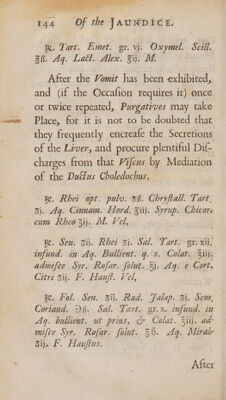 144 Of the JAUNDICE.
℞. Tart. Emet. gr. vj. Oxymel. Scill.
℥ß. Aq. Lact. Alex. ℥ij. M.
After the Vomit has been exhibited,
and (if the Occaſion requires it) once
or twice repeated, Purgatives may take
Place, for it is not to be doubted that
they frequently encreaſe the Secretions
of the Liver, and procure plentiful Diſ-
charges from that Viſcus by Mediation
of the Ductus Choledochus.
℞. Rhei opt. pulv. ℈ß. Chryſtall. Tart.
℈j. Aq. Cinnam. Hord. ℥iij. Syrup. Chicor.
cum Rheo ʒij. M. Vel,
℞. Sen. ʒij. Rhei ʒj. Sal. Tart. gr. xij.
infund. in Aq. Bullient. q. s. Colat. ℥iij.
admiſce Syr. Roſar. ſolut. ℥j. Aq. e Cort.
Citri ʒij. F. Hauſt. Vel,
℞. Fol. Sen. ʒij. Rad. Jalap. ʒj. Sem.
Coriand. ℈ß. Sal. Tart. gr. x. infund. in
Aq. bullient. ut prius, & Colat. ℥iij. ad-
miſce Syr. Roſar. ſolut. ℥ß. Aq. Mirab.
ʒij. F. Hauſtus.
After